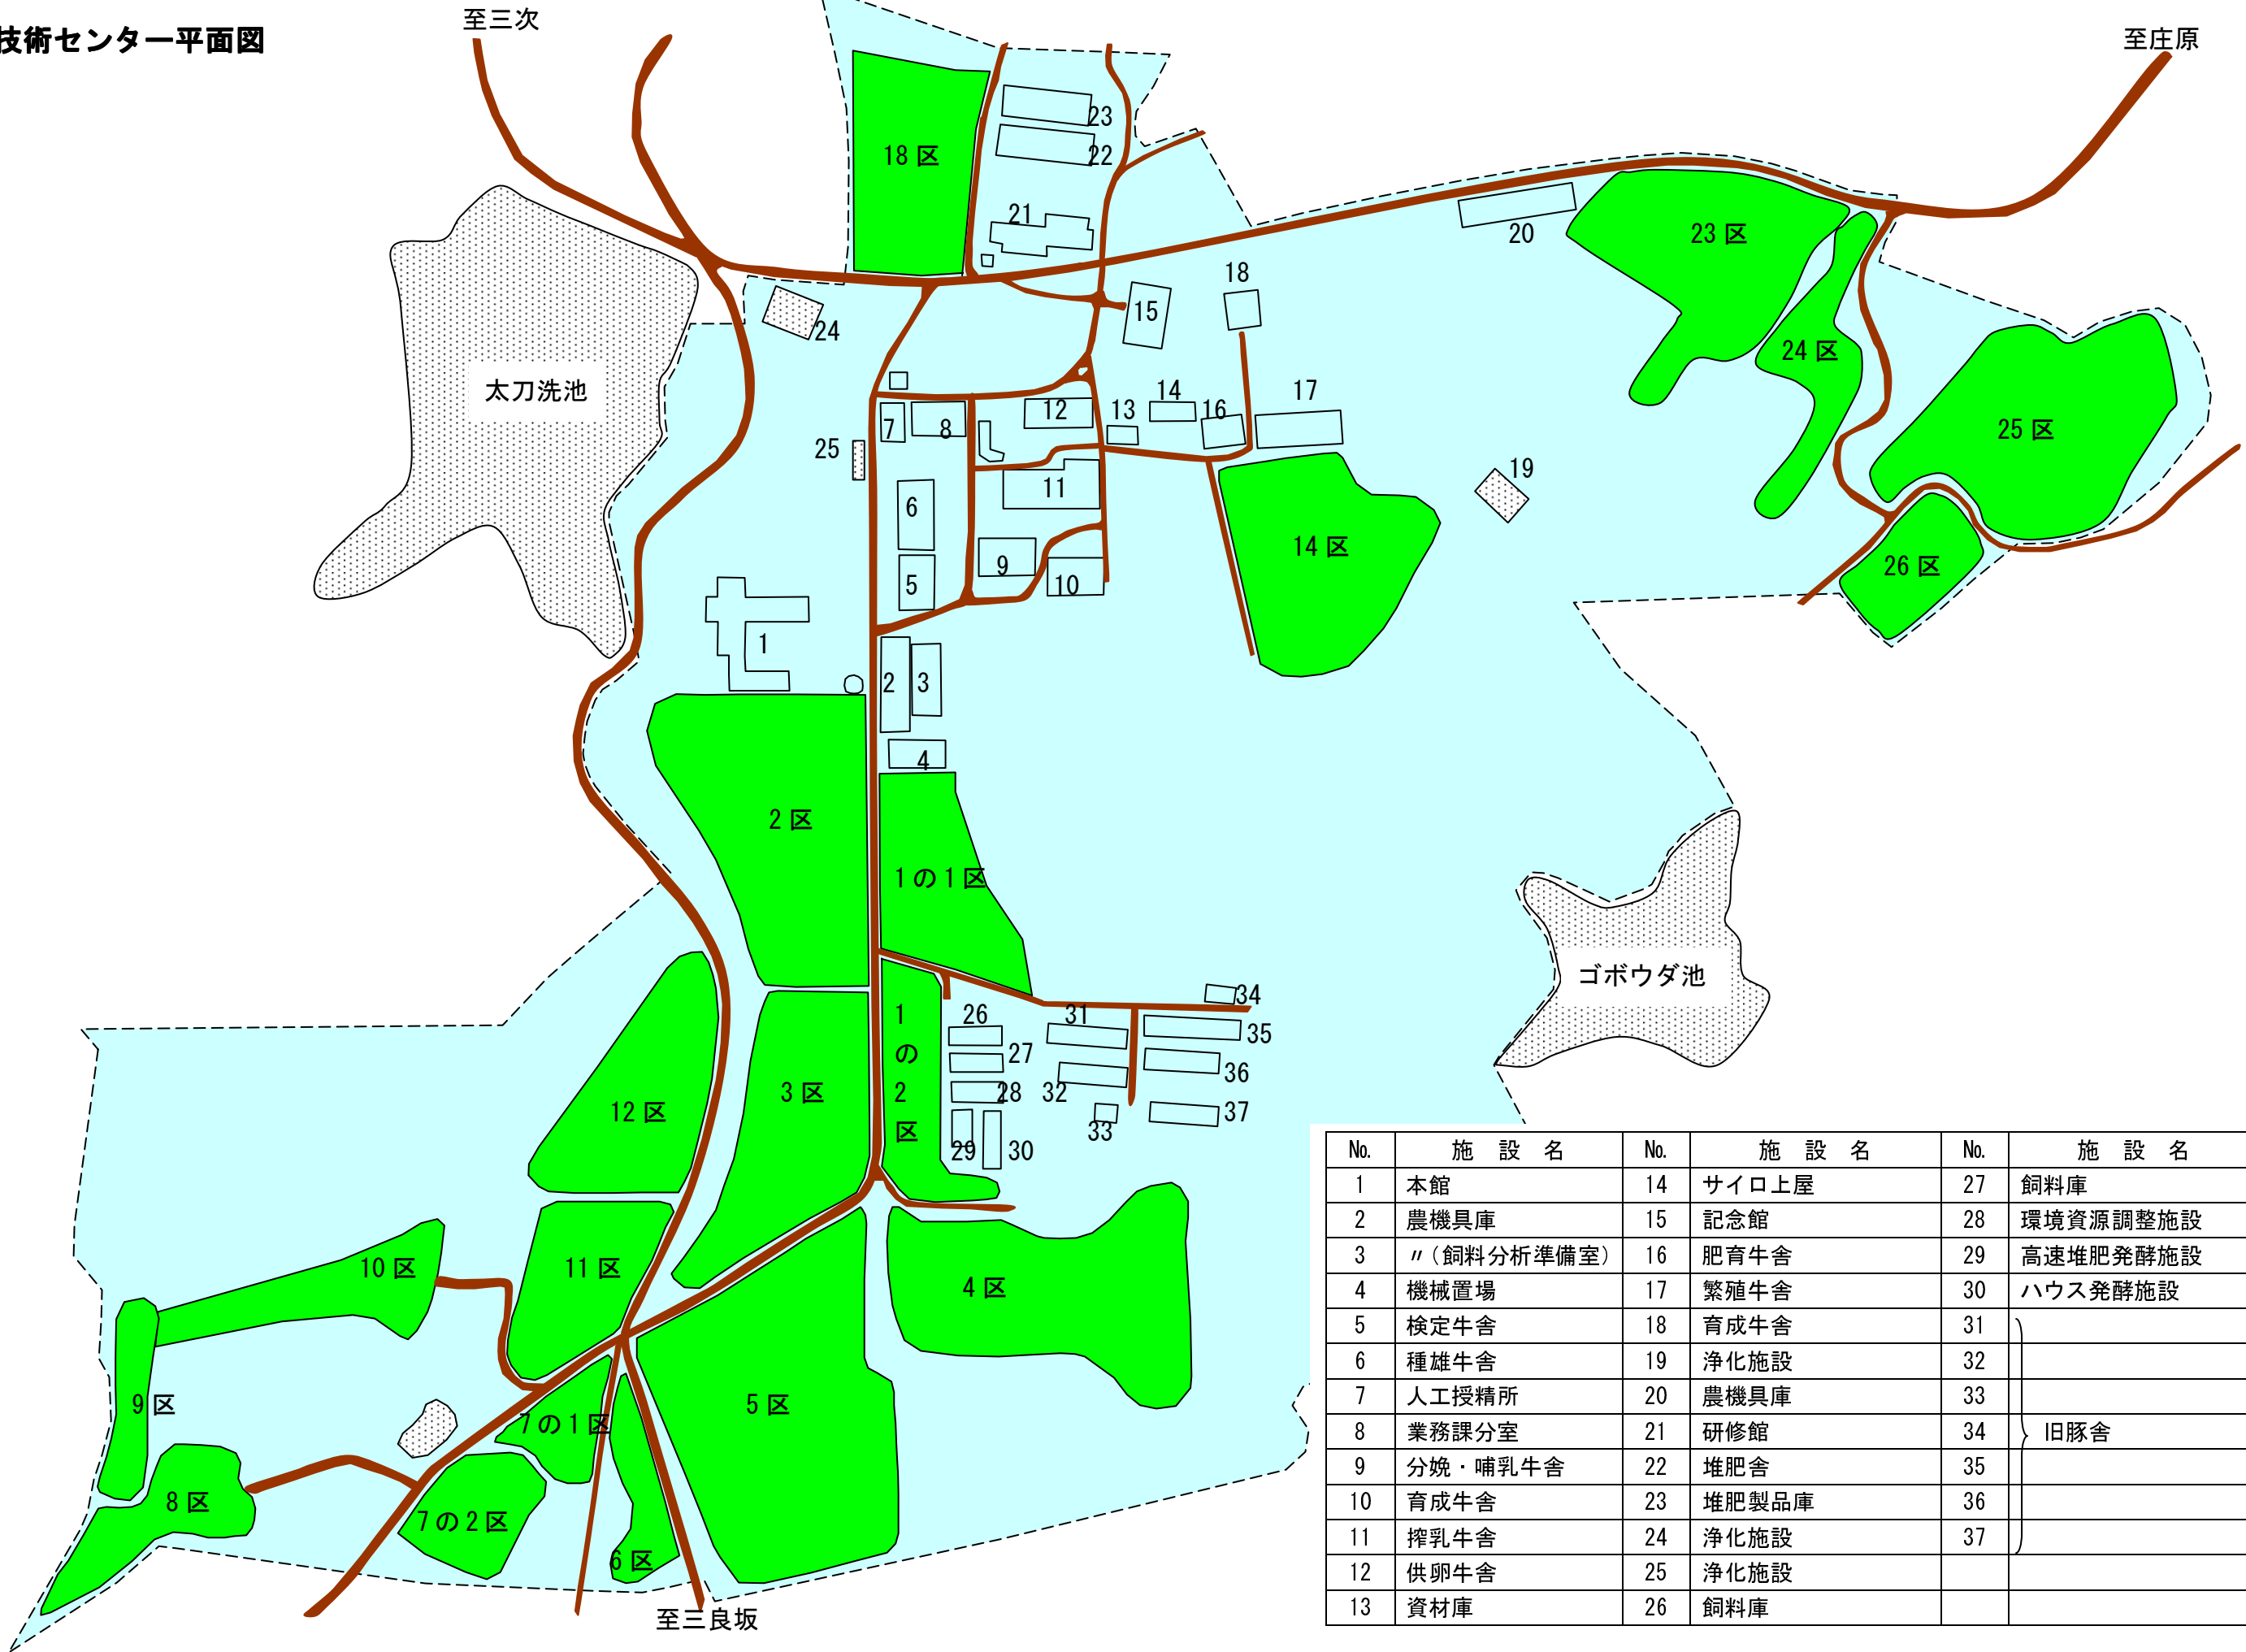 技術センター平面図
至三次
至庄原
23
22
18区
21
20
23区
18
24
15
24区
太刀洗池
14
17
12
13
16
7
8
25
25区
19
11
6
14区
9
10
5
26区
1
2
3
4
2区
1の1区
ゴボウダ池
34
1の2区
26
31
35
27
36
3区
28
32
12区
37
33
29
30
10区
11区
4区
9区
5区
7の1区
8区
7の2区
6区
至三良坂
№ 施設名 № 施設名 № 施設名
1 本館 14 サイロ上屋 27 飼料庫
2 農機具庫 15 記念館 28 環境資源調整施設
3 〃(飼料分析準備室) 16 肥育牛舎 29 高速堆肥発酵施設
4 機械置場 17 繁殖牛舎 30 ハウス発酵施設
5 検定牛舎 18 育成牛舎 31
6 種雄牛舎 19 浄化施設 32
7 人工授精所 20 農機具庫 33
8 業務課分室 21 研修館 34 旧豚舎
9 分娩・哺乳牛舎 22 堆肥舎 35
10 育成牛舎 23 堆肥製品庫 36
11 搾乳牛舎 24 浄化施設 37
12 供卵牛舎 25 浄化施設
13 資材庫 26 飼料庫